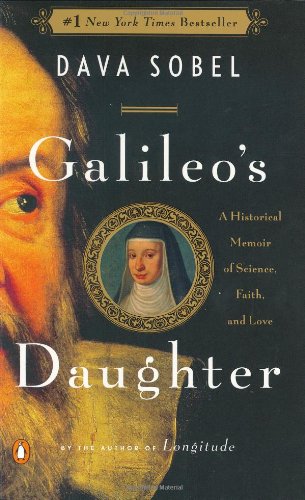 #1 New York Times Bestseller
DAVA SOBEL
Galileo's
A Historical
Memoir
of Science,
Faith,
and Love
Daughter
BY THE AUTHOR OF Longitude